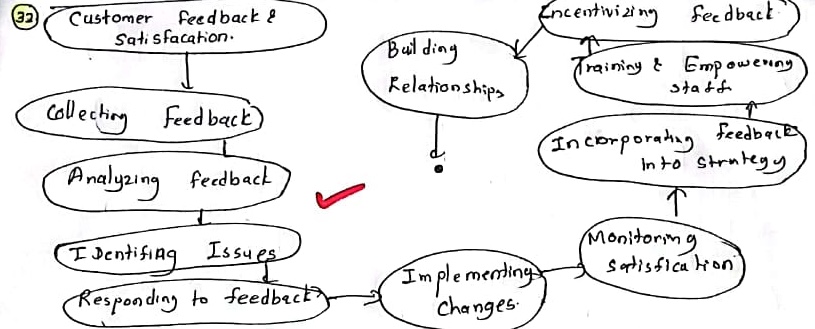 32
Customer feedback &
Satisfacation.
Collecting feedback
Analyzing feedback
IDentifing Issues
Responding to feedback
Implementing
Changes.
Monitoring
Satisfication
Incorporating feedback
into strategy
Training & Empowering
staff
Encentivizing feedback
Building
Relationships